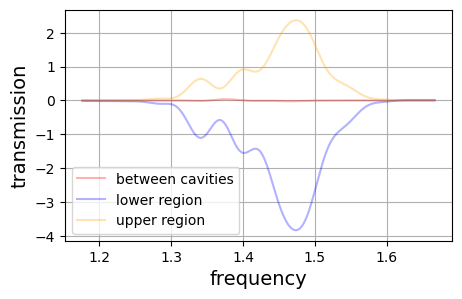 2
1
0
−1
−2
−3
−4
transmission
between cavities
lower region
upper region
1.2 1.3 1.4 1.5 1.6
frequency